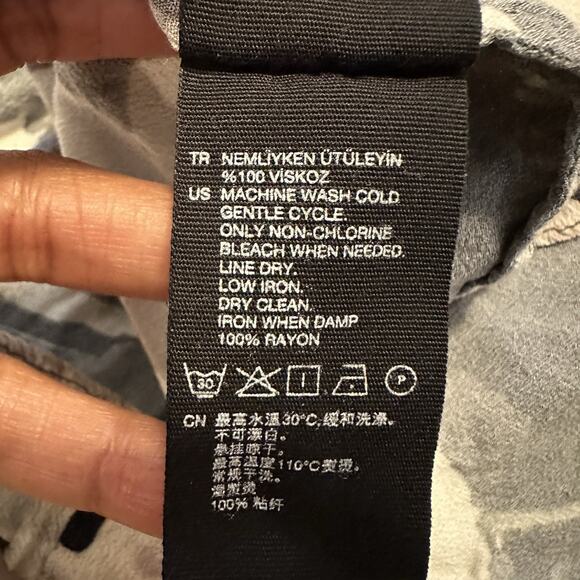 TR NEMLİYKEN ÜTÜLEYİN
%100 VİSKOZ
US MACHINE WASH COLD
GENTLE CYCLE.
ONLY NON-CHLORINE
BLEACH WHEN NEEDED.
LINE DRY.
LOW IRON.
DRY CLEAN.
IRON WHEN DAMP
100% RAYON
30 P
CN 最高水温30°C,缓和洗涤。
不可漂白。
悬挂晾干。
最高温度110°C熨烫。
常规干洗。
湿熨烫
100% 粘纤